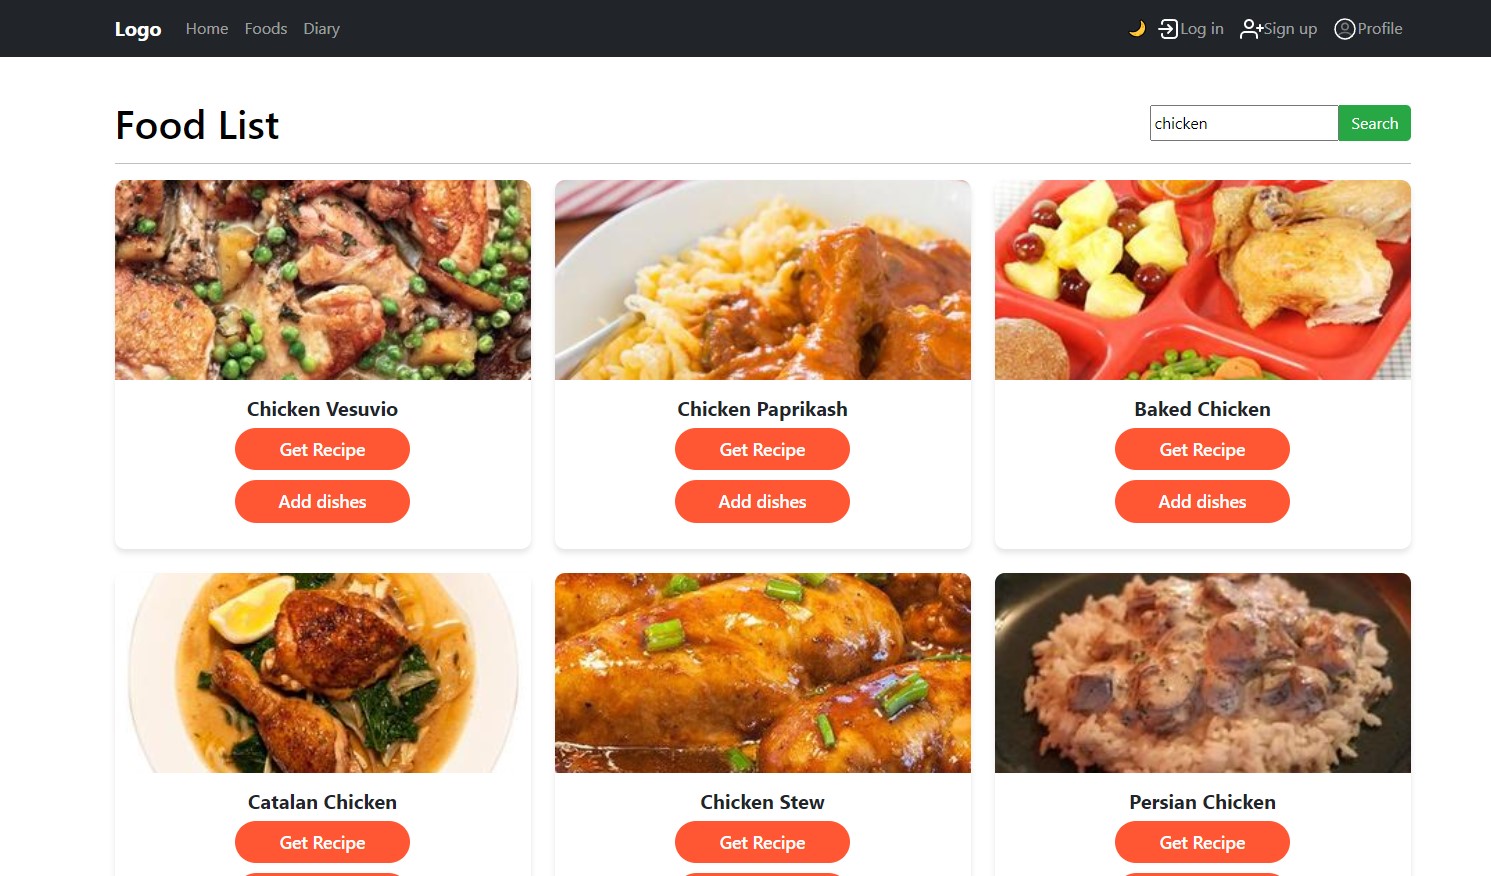 Logo Home Foods Diary Log in Sign up Profile
Food List
chicken Search
Chicken Vesuvio
Get Recipe
Add dishes
Chicken Paprikash
Get Recipe
Add dishes
Baked Chicken
Get Recipe
Add dishes
Catalan Chicken
Get Recipe
Chicken Stew
Get Recipe
Persian Chicken
Get Recipe